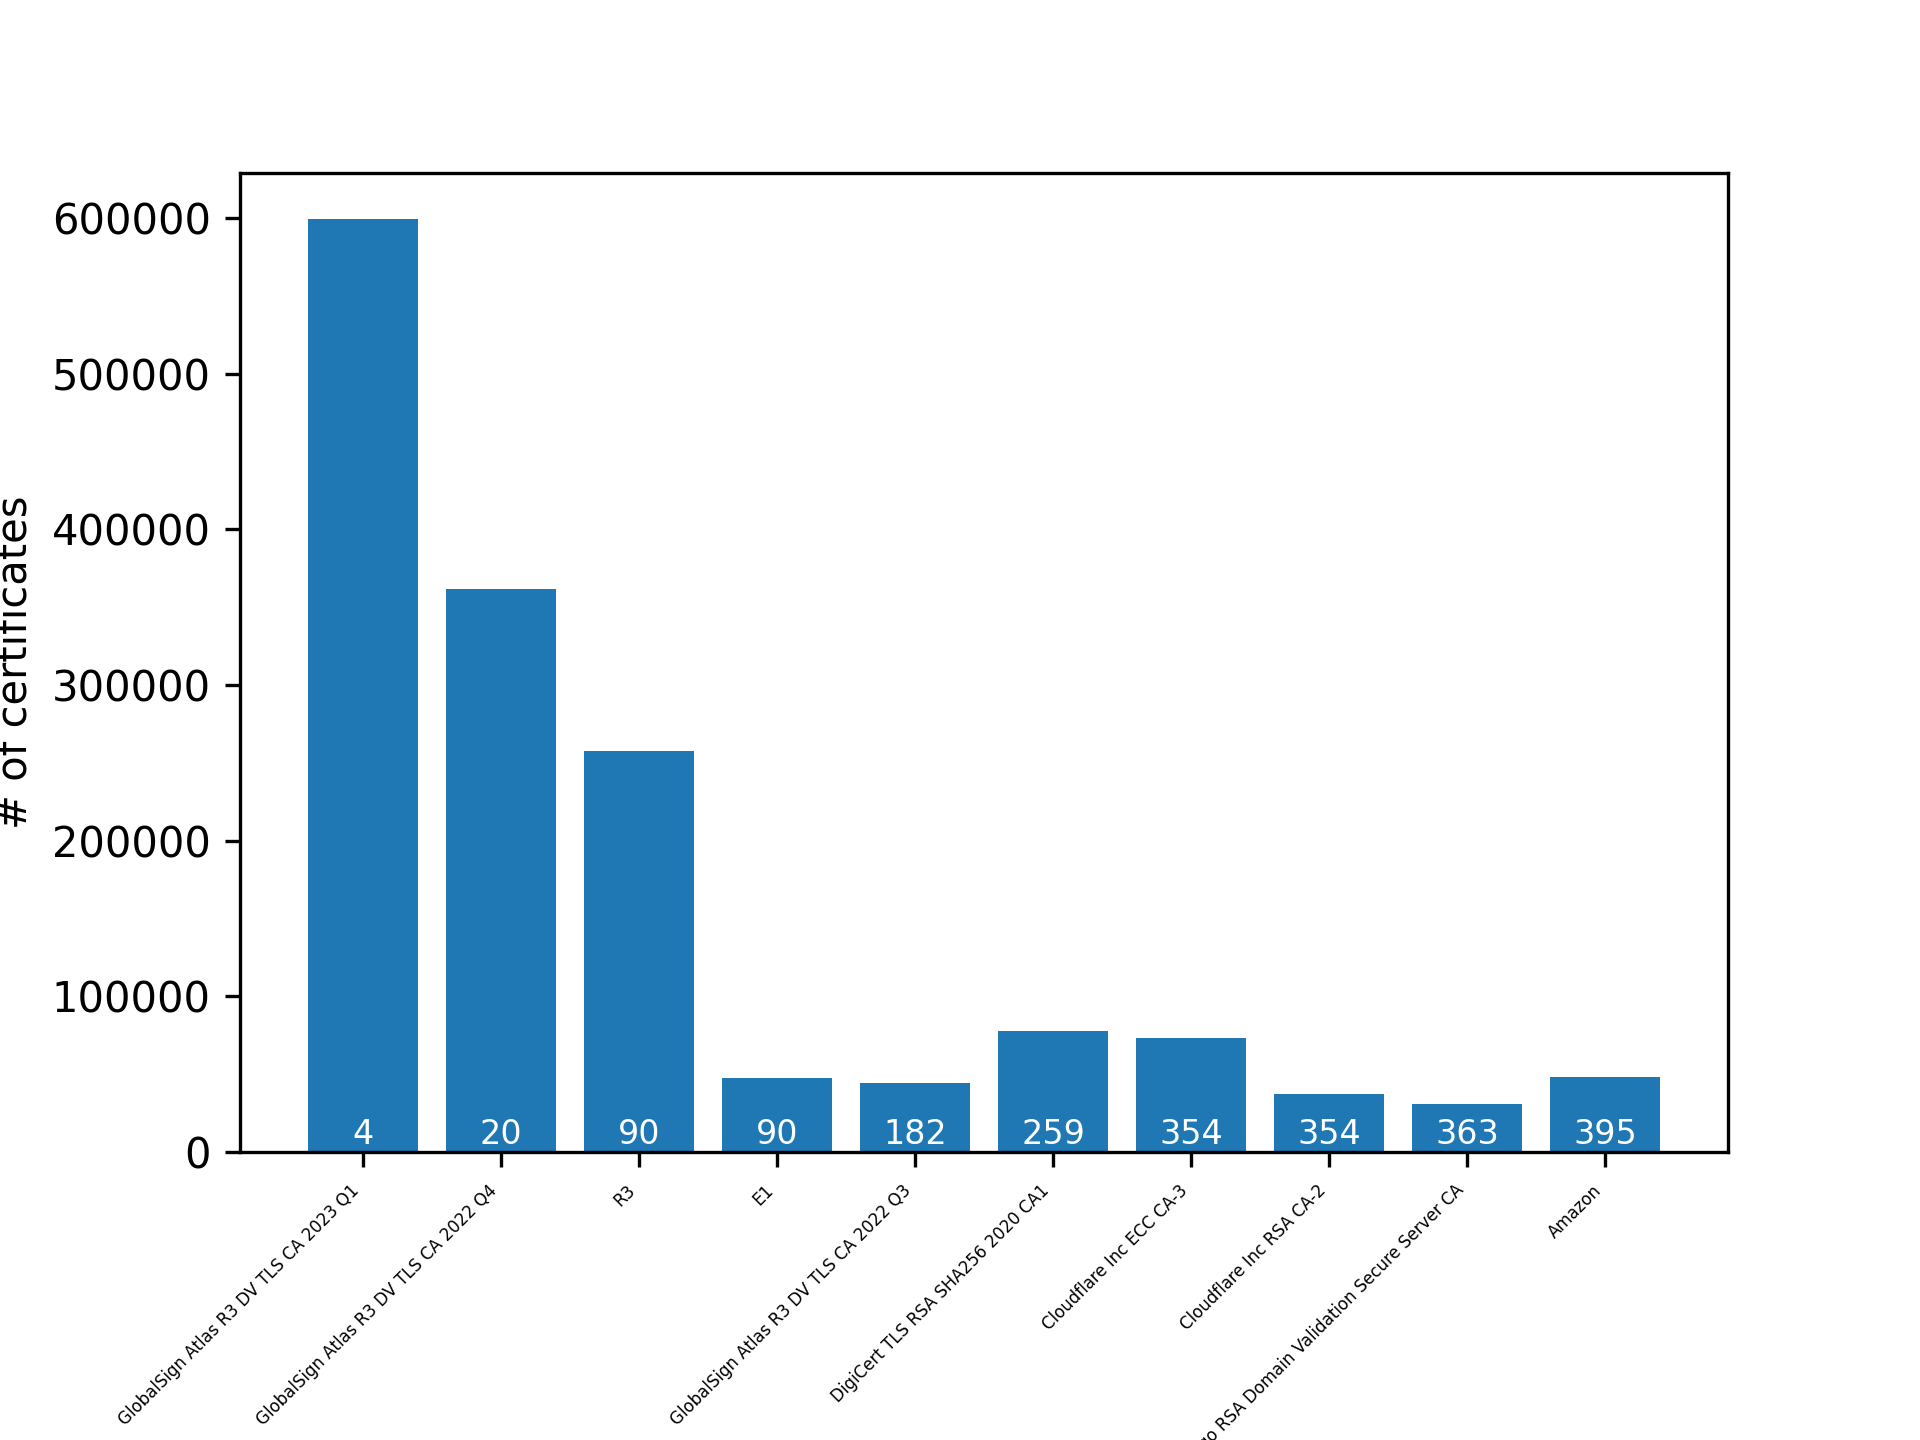 # of certificates
600000
500000
400000
300000
200000
100000
0
4
20
90
90
182
259
354
354
363
395
GlobalSign Atlas R3 DV TLS CA 2023 Q1
GlobalSign Atlas R3 DV TLS CA 2022 Q4
R3
E1
GlobalSign Atlas R3 DV TLS CA 2022 Q3
DigiCert TLS RSA SHA256 2020 CA1
Cloudflare Inc ECC CA-3
Cloudflare Inc RSA CA-2
RSA Domain Validation Secure Server CA
Amazon